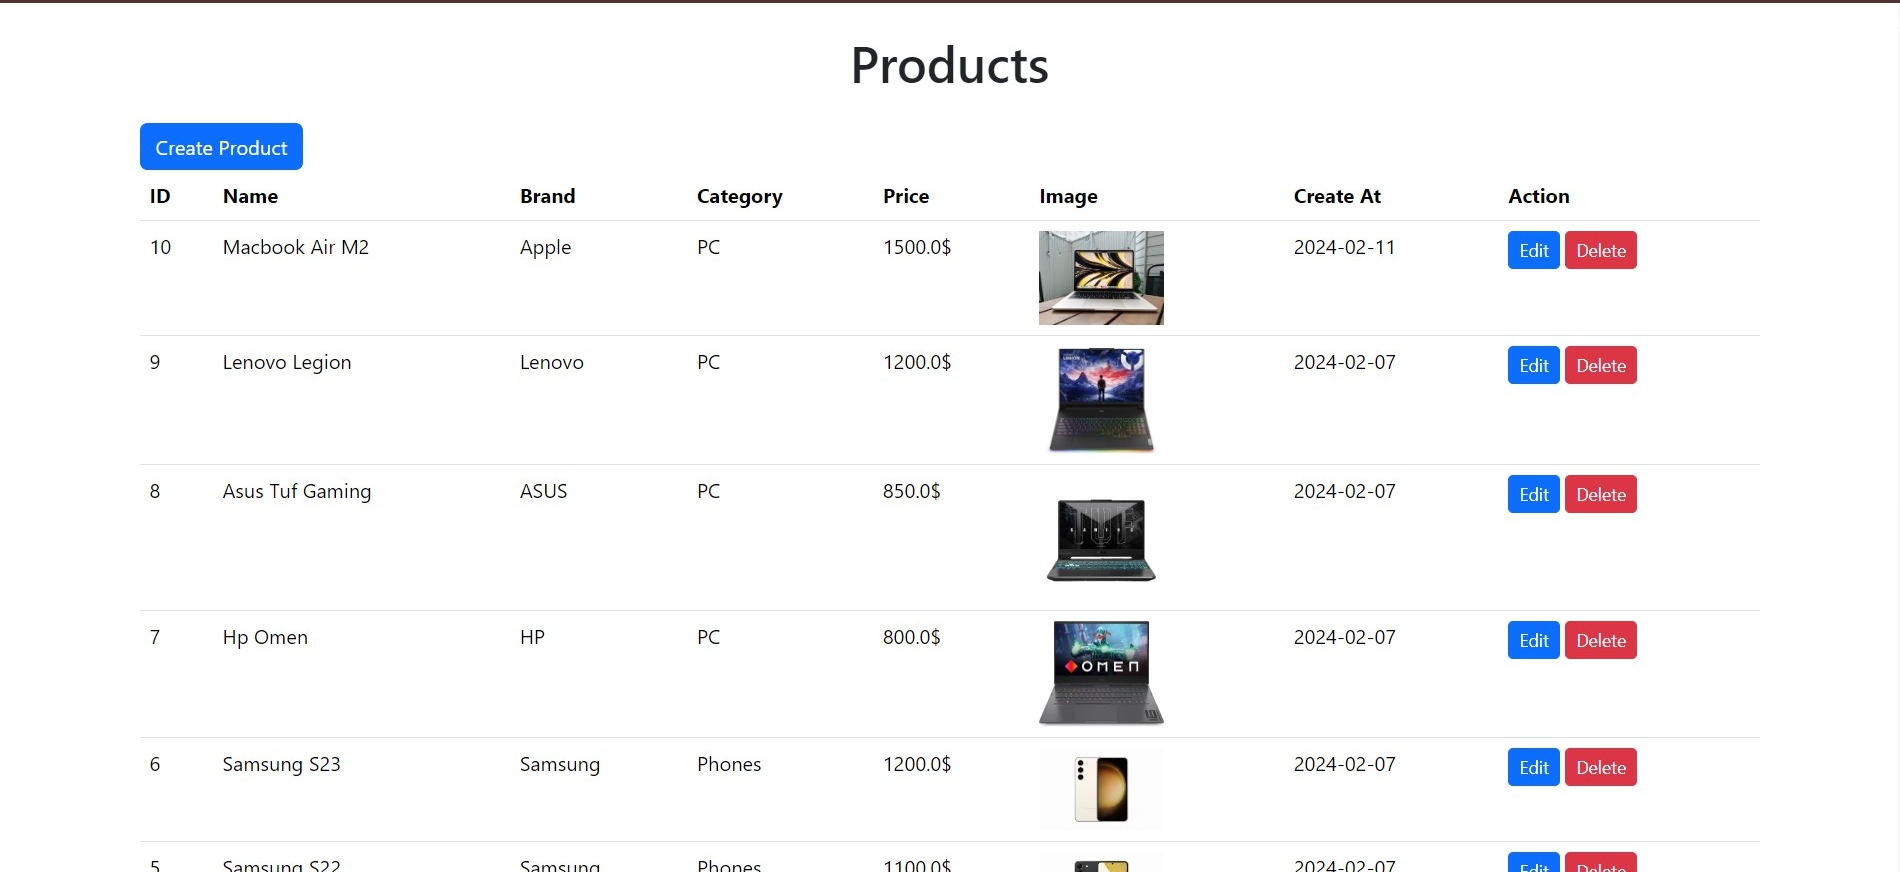 Products
Create Product
ID Name Brand Category Price Image Create At Action
10 Macbook Air M2 Apple PC 1500.0$ 2024-02-11 Edit Delete
9 Lenovo Legion Lenovo PC 1200.0$ 2024-02-07 Edit Delete
8 Asus Tuf Gaming ASUS PC 850.0$ 2024-02-07 Edit Delete
TUF
GAMING
7 Hp Omen HP PC 800.0$ 2024-02-07 Edit Delete
OMEN
6 Samsung S23 Samsung Phones 1200.0$ 2024-02-07 Edit Delete
5 Samsung S22 Samsung Phones 1100.0$ 2024-02-07 Edit Delete